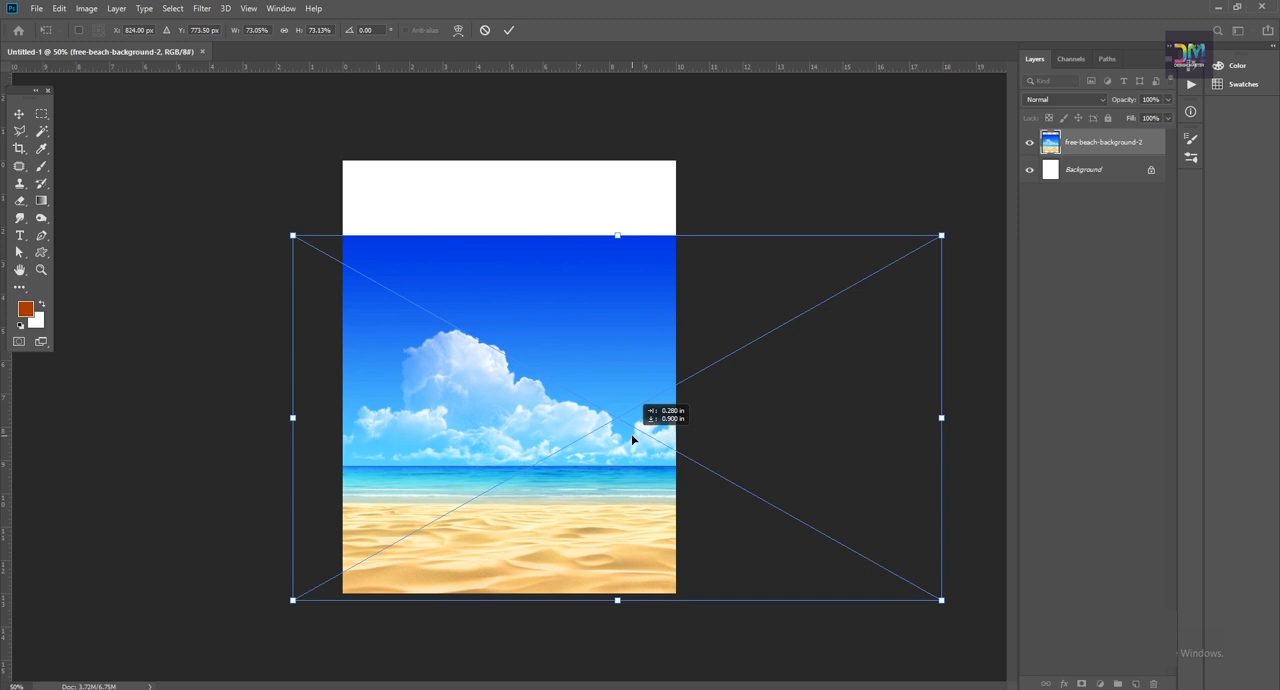 Ps File Edit Image Layer Type Select Filter 3D View Window Help
X: 824.00 px Y: 773.50 px W: 73.05% H: 73.13% 0.00 ° Anti-alias
Untitled-1 @ 50% (free-beach-background-2, RGB/8#) ×
Layers Channels Paths
Color
Kind
Swatches
Normal Opacity: 100%
Lock: Fill: 100%
free-beach-background-2
Background
0.280 in
0.900 in
Windows.
50% Doc: 3.72M/6.75M